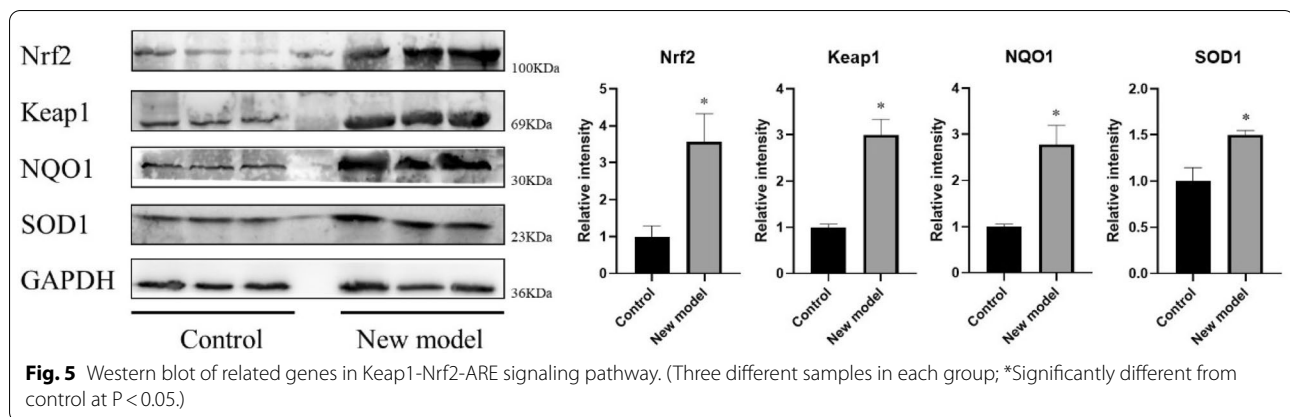 Nrf2
100KDa
Keap1
69KDa
NQO1
30KDa
SOD1
23KDa
GAPDH
36KDa
Control New model
Nrf2
Relative intensity
5
4
3
2
1
0
*
Control
New model
Keap1
Relative intensity
4
3
2
1
0
*
Control
New model
NQO1
Relative intensity
4
3
2
1
0
*
Control
New model
SOD1
Relative intensity
2.0
1.5
1.0
0.5
0.0
*
Control
New model
Fig. 5 Western blot of related genes in Keap1-Nrf2-ARE signaling pathway. (Three different samples in each group; *Significantly different from
control at P < 0.05.)